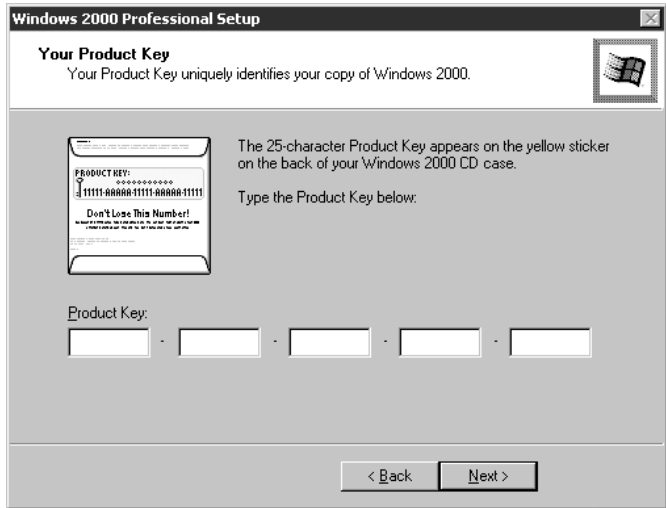 Windows 2000 Professional Setup
Your Product Key
Your Product Key uniquely identifies your copy of Windows 2000.
The 25-character Product Key appears on the yellow sticker
on the back of your Windows 2000 CD case.
Type the Product Key below:
PRODUCT KEY:
11111-AAAAA-11111-AAAAA-11111
Don't Lose This Number!
Product Key:
- - - -
< Back
Next >